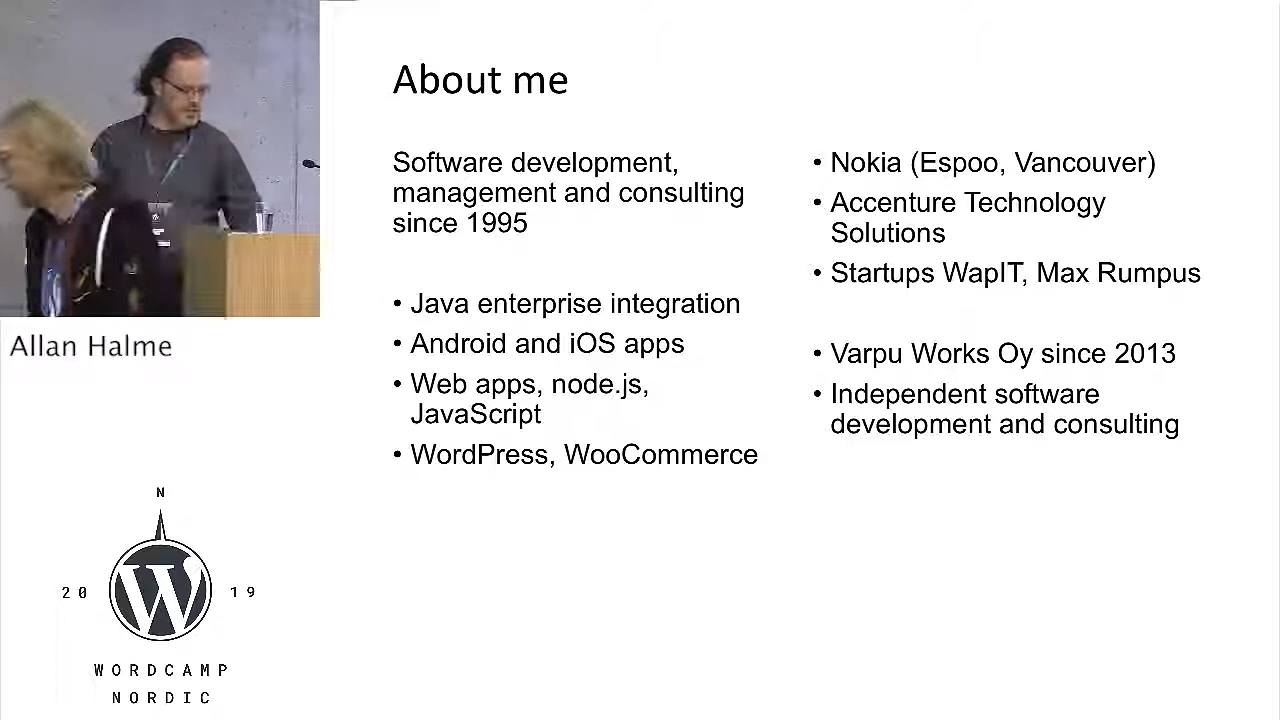 About me
Software development,
management and consulting
since 1995
• Java enterprise integration
• Android and iOS apps
• Web apps, node.js,
JavaScript
• WordPress, WooCommerce
• Nokia (Espoo, Vancouver)
• Accenture Technology
Solutions
• Startups WapIT, Max Rumpus
• Varpu Works Oy since 2013
• Independent software
development and consulting
Allan Halme
N
20 19
W
WORDCAMP
NORDIC